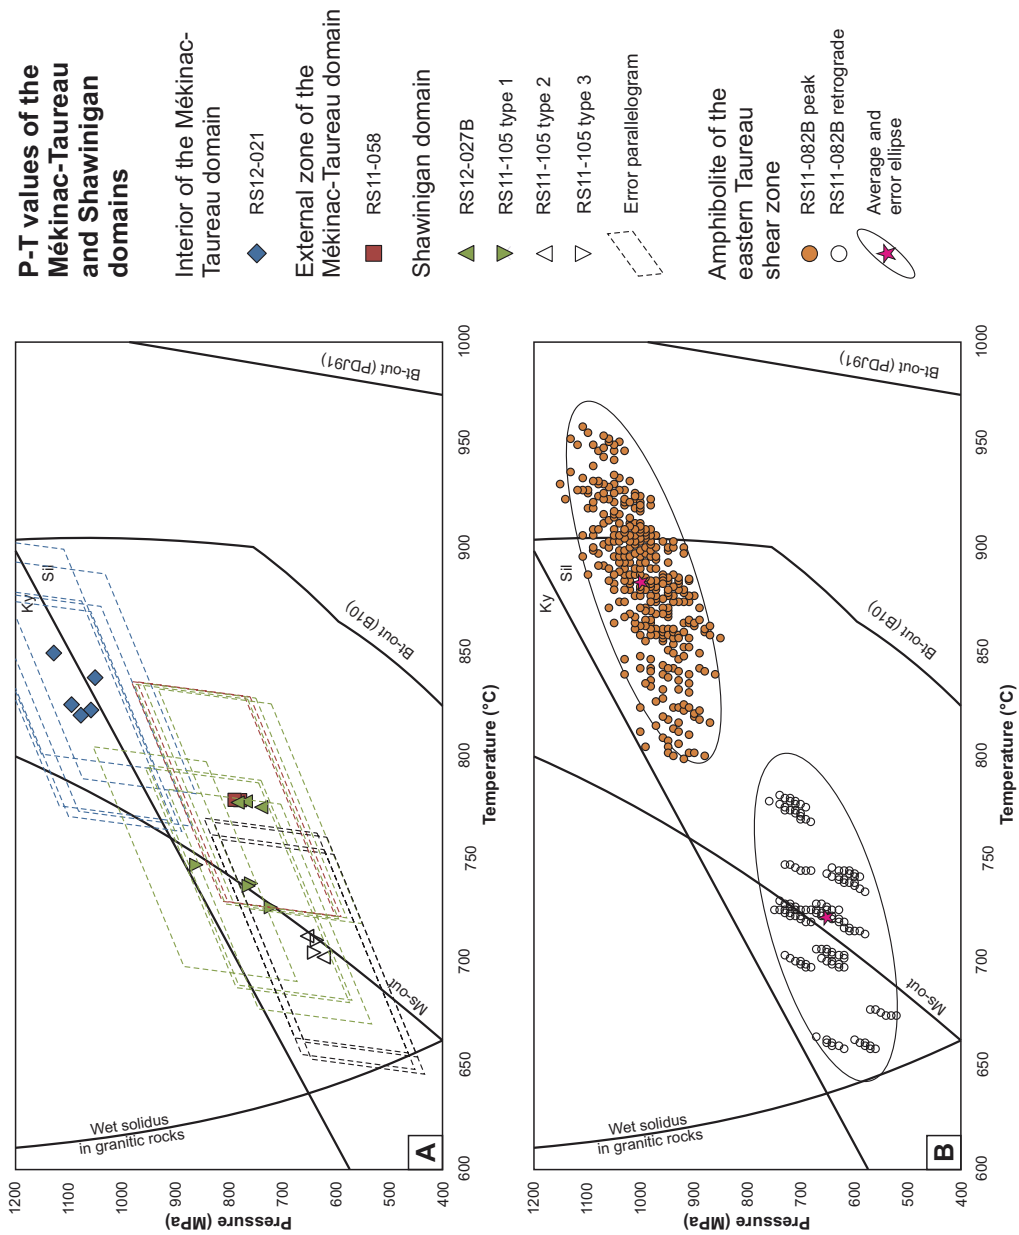 P-T values of the
Mékinac-Taureau
and Shawinigan
domains
Interior of the Mékinac-
Taureau domain
RS12-021
External zone of the
Mékinac-Taureau domain
RS11-058
Shawinigan domain
RS12-027B
RS11-105 type 1
RS11-105 type 2
RS11-105 type 3
Error parallelogram
Amphibolite of the
eastern Taureau
shear zone
RS11-082B peak
RS11-082B retrograde
Average and
error ellipse
A
Pressure (MPa)
1200
1100
1000
900
800
700
600
500
400
Temperature (°C)
600
650
700
750
800
850
900
950
1000
Wet solidus
in granitic rocks
Ms-out
Ky
Sil
Bt-out (B10)
Bt-out (PDJ91)
B
Pressure (MPa)
1200
1100
1000
900
800
700
600
500
400
Temperature (°C)
600
650
700
750
800
850
900
950
1000
Wet solidus
in granitic rocks
Ms-out
Ky
Sil
Bt-out (B10)
Bt-out (PDJ91)